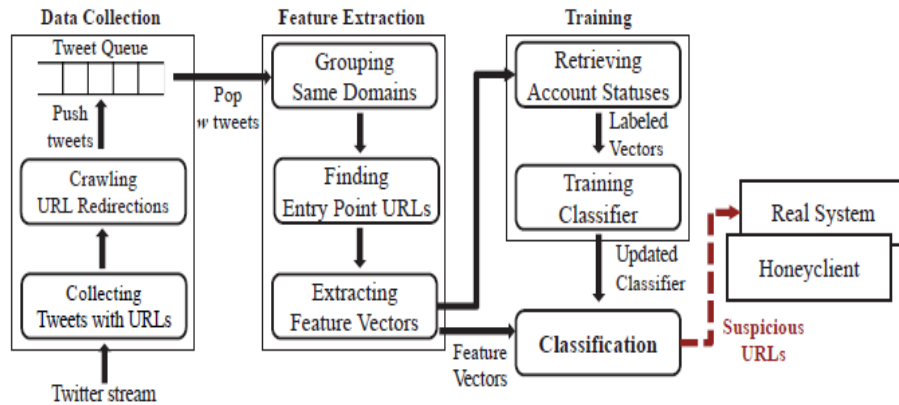 Data Collection
Tweet Queue
Push
tweets
Crawling
URL Redirections
Collecting
Tweets with URLs
Twitter stream
Pop
w tweets
Feature Extraction
Grouping
Same Domains
Finding
Entry Point URLs
Extracting
Feature Vectors
Feature
Vectors
Training
Retrieving
Account Statuses
Labeled
Vectors
Training
Classifier
Updated
Classifier
Classification
Suspicious
URLs
Real System
Honeyclient